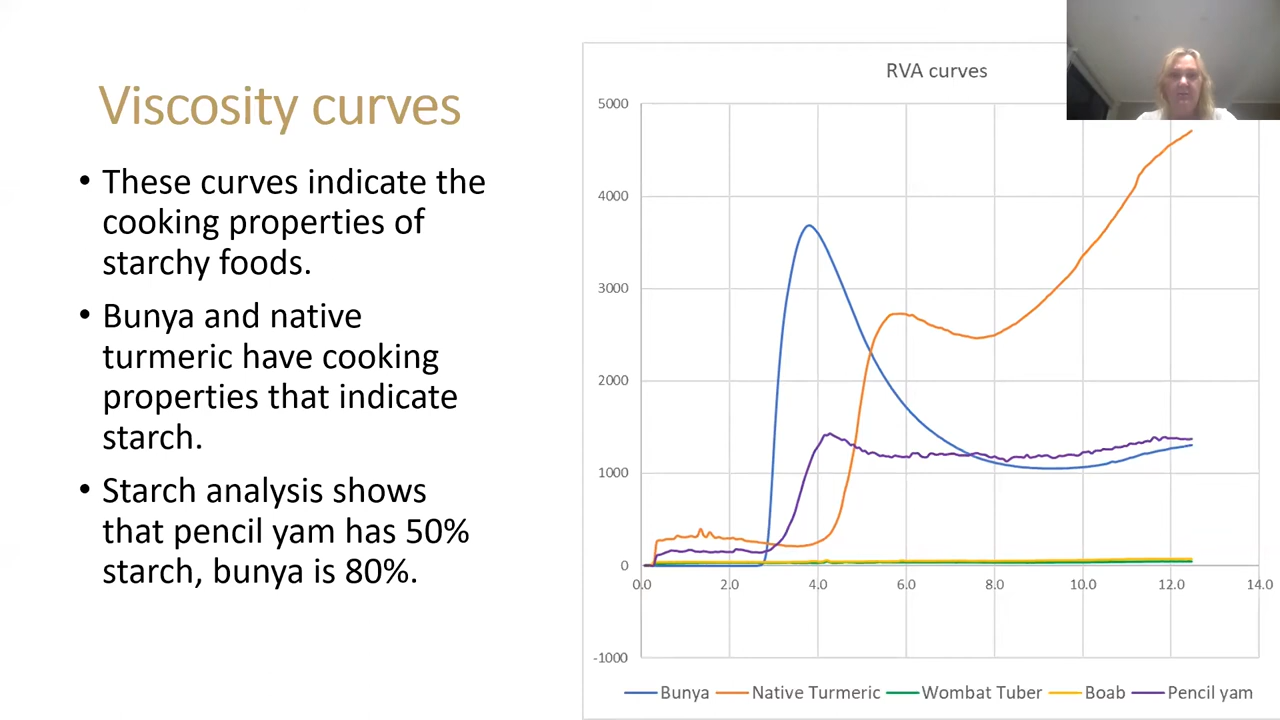 Viscosity curves
• These curves indicate the
cooking properties of
starchy foods.
• Bunya and native
turmeric have cooking
properties that indicate
starch.
• Starch analysis shows
that pencil yam has 50%
starch, bunya is 80%.
RVA curves
5000
4000
3000
2000
1000
0
-1000
0.0 2.0 4.0 6.0 8.0 10.0 12.0 14.0
Bunya Native Turmeric Wombat Tuber Boab Pencil yam